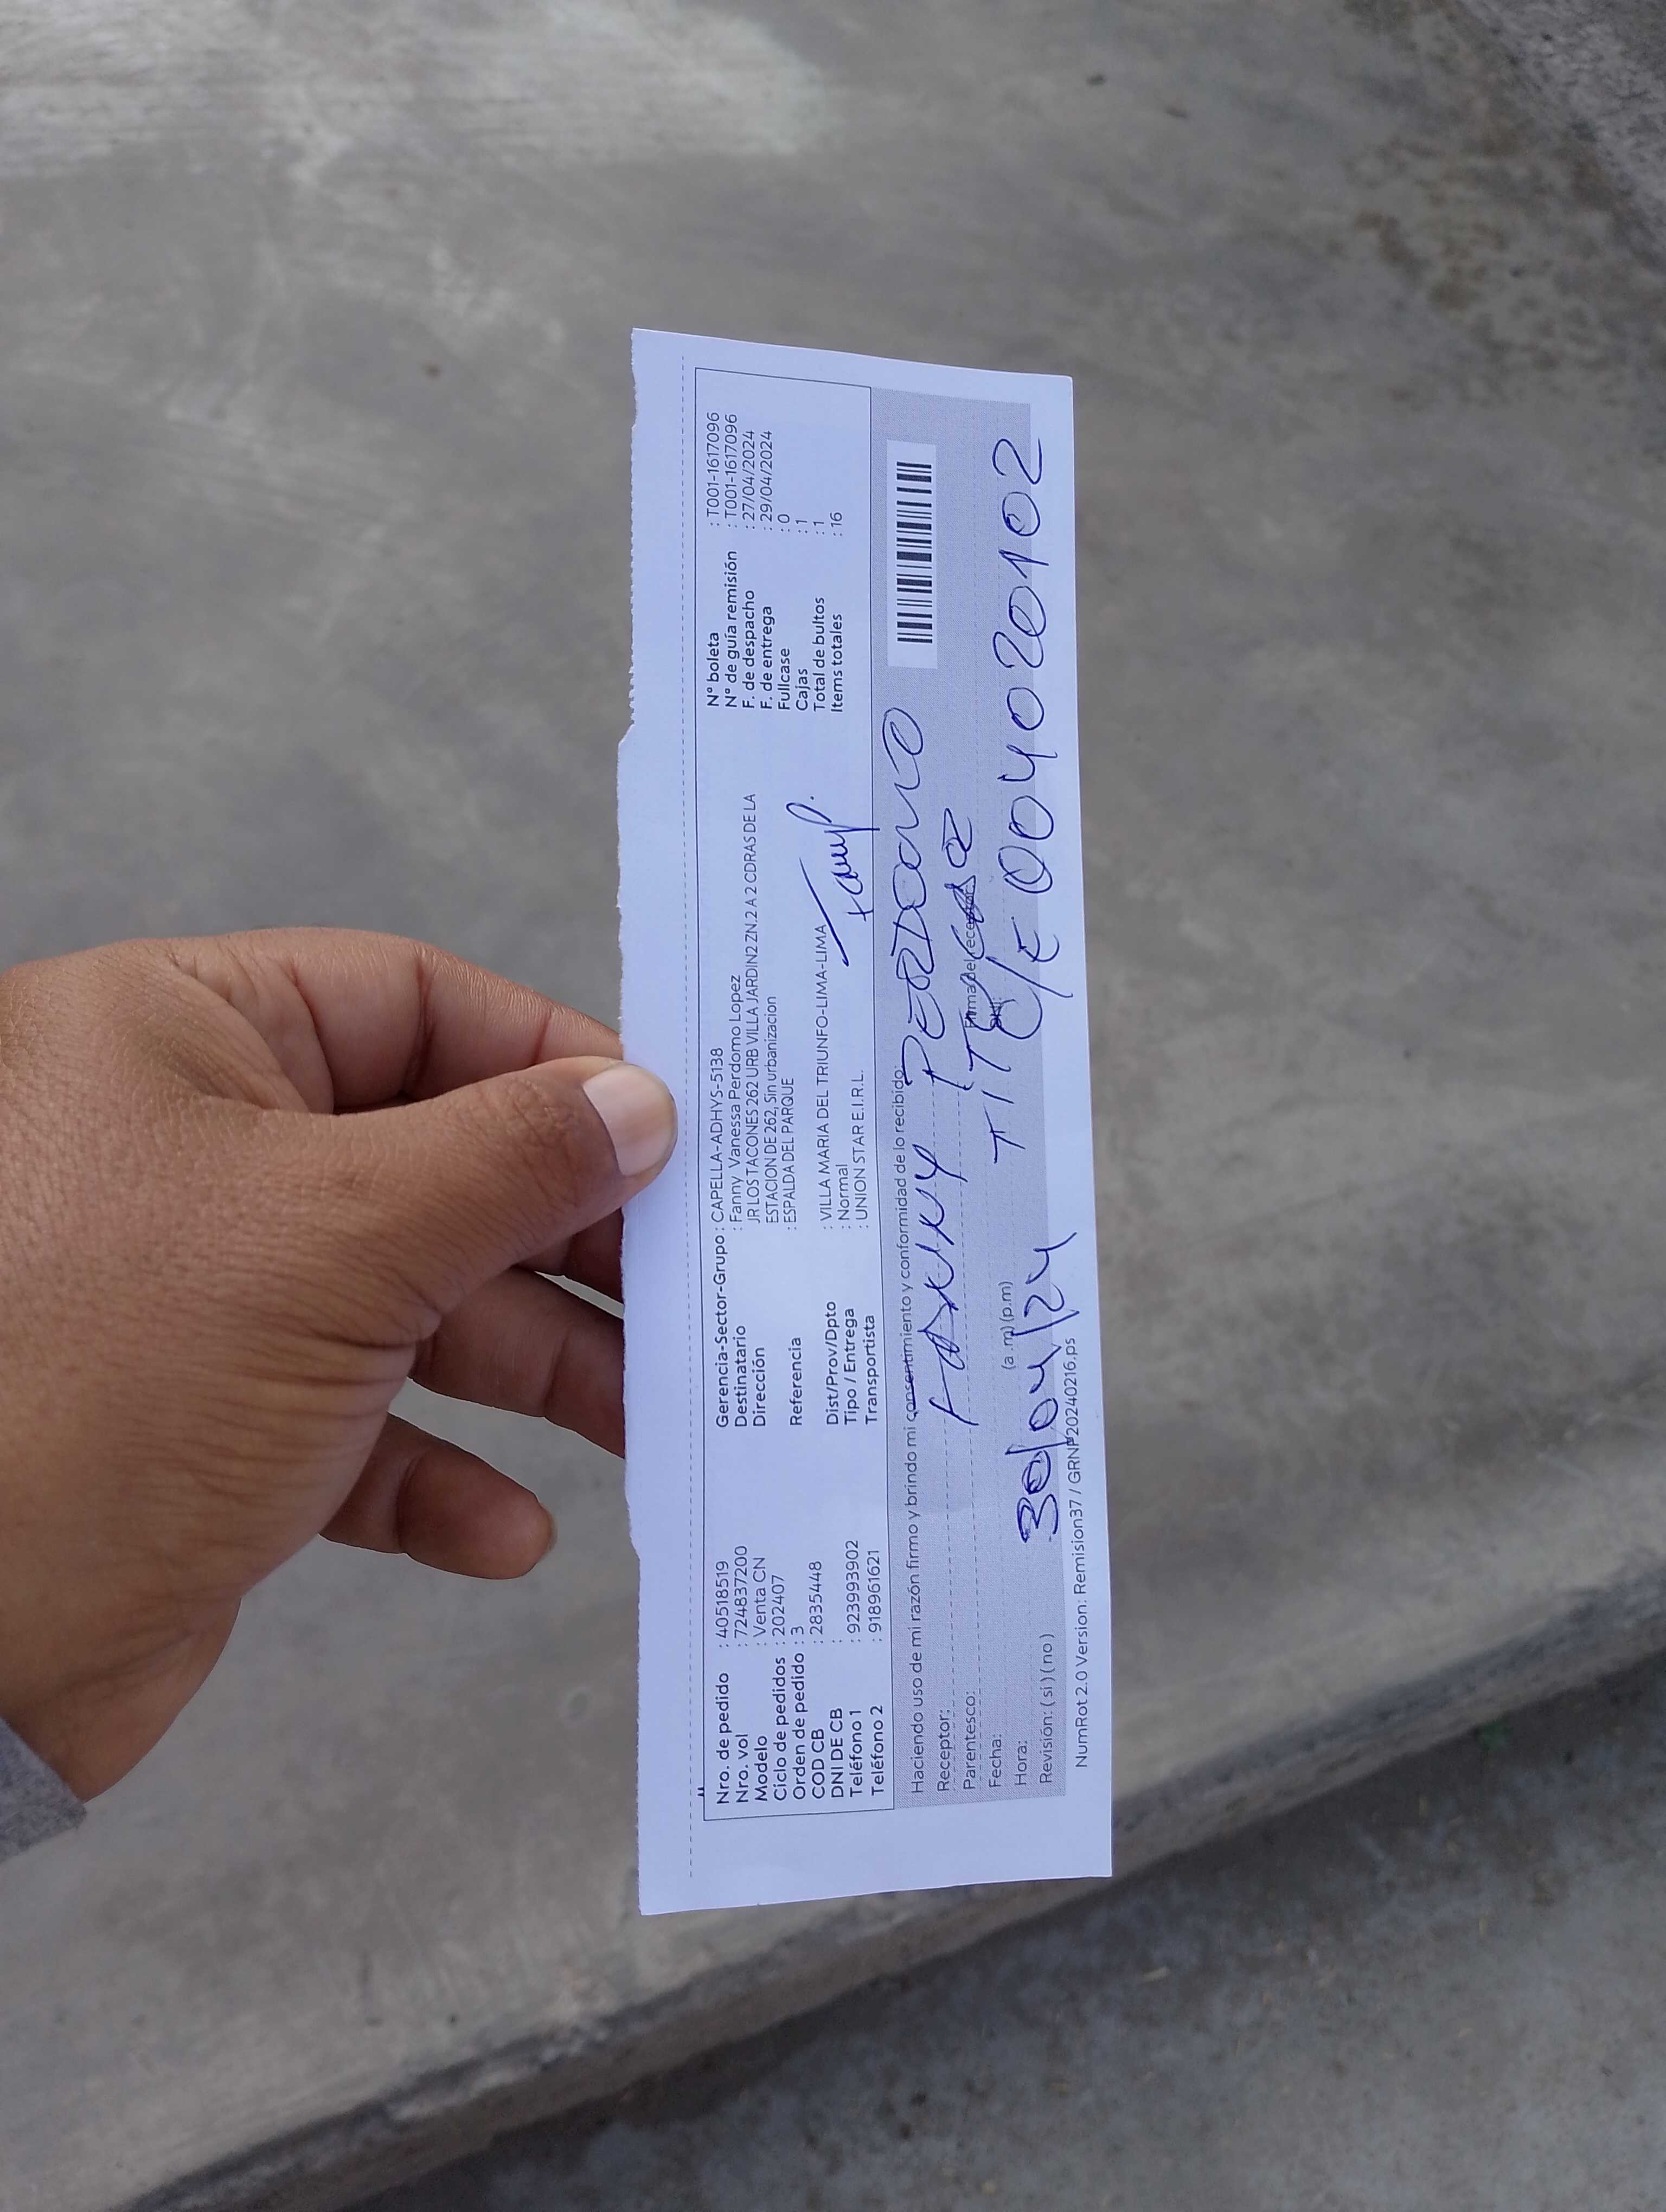 Nro. de pedido : 40518519
Nro. vol : 724837200
Modelo : Venta CN
Ciclo de pedidos : 202407
Orden de pedido : 3
COD CB : 2835448
DNI DE CB :
Teléfono 1 : 923993902
Teléfono 2 : 918961621
Gerencia-Sector-Grupo : CAPELLA-ADHYS-5138
Destinatario : Fanny Vanessa Perdomo Lopez
Dirección : JR LOS TACONES 262 URB VILLA JARDIN2 ZN.2 A 2 CDRAS DE LA
ESTACION DE 262, Sin urbanizacion
Referencia : ESPALDA DEL PARQUE
Dist/Prov/Dpto : VILLA MARIA DEL TRIUNFO-LIMA-LIMA
Tipo / Entrega : Normal
Transportista : UNION STAR E.I.R.L.
N° boleta : T001-1617096
N° de guía remisión : T001-1617096
F. de despacho : 27/04/2024
F. de entrega : 29/04/2024
Fullcase : 0
Cajas : 1
Total de bultos : 1
Items totales : 16
Haciendo uso de mi razón firmo y brindo mi consentimiento y conformidad de lo recibido:
Receptor: FANNY PERDOMO
Parentesco: TITULAR
Firma del receptor
Fecha:
C/E 004020102
Hora: (a.m) (p.m)
30/04/24
Revisión: ( si ) ( no )
NumRot 2.0 Version: Remision37 / GRNP20240216.ps